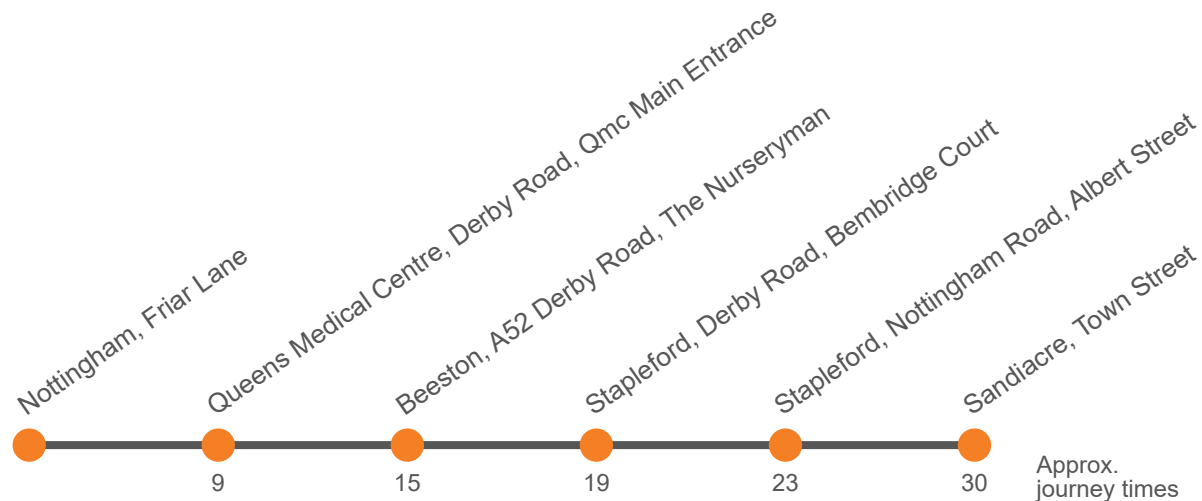 Nottingham, Friar Lane
Queens Medical Centre, Derby Road, Qmc Main Entrance
Beeston, A52 Derby Road, The Nurseryman
Stapleford, Derby Road, Bembridge Court
Stapleford, Nottingham Road, Albert Street
Sandiacre, Town Street
9
15
19
23
30
Approx.
journey times